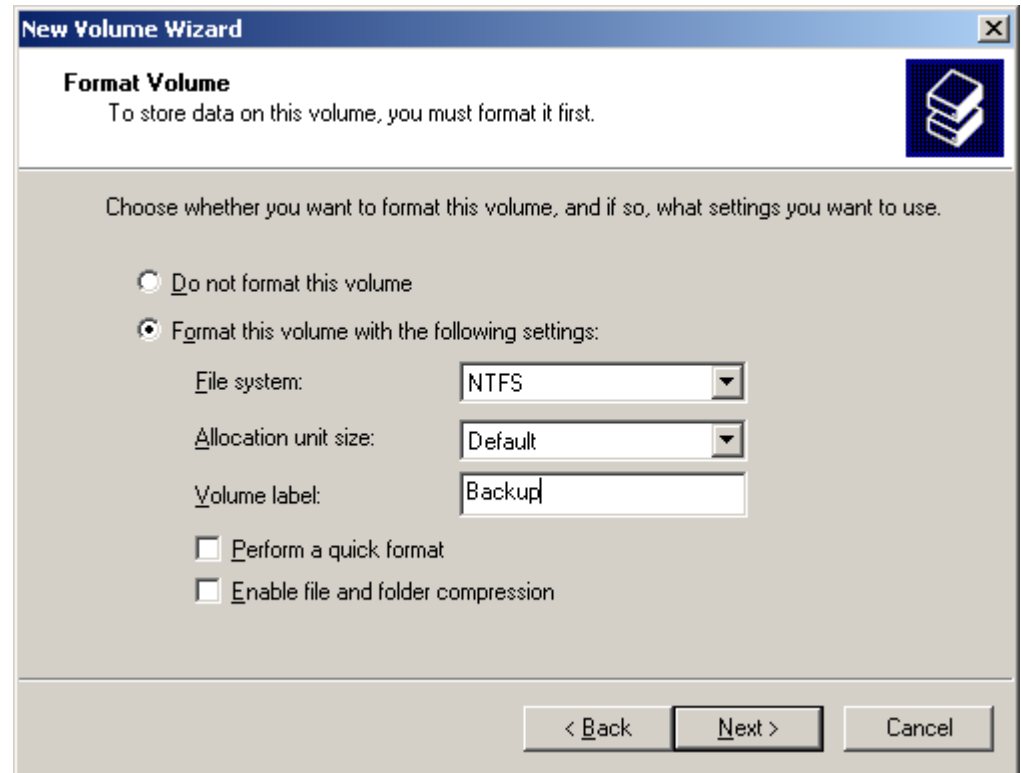 New Volume Wizard
Format Volume
To store data on this volume, you must format it first.
Choose whether you want to format this volume, and if so, what settings you want to use.
Do not format this volume
Format this volume with the following settings:
File system: NTFS
Allocation unit size: Default
Volume label: Backup
Perform a quick format
Enable file and folder compression
< Back Next > Cancel